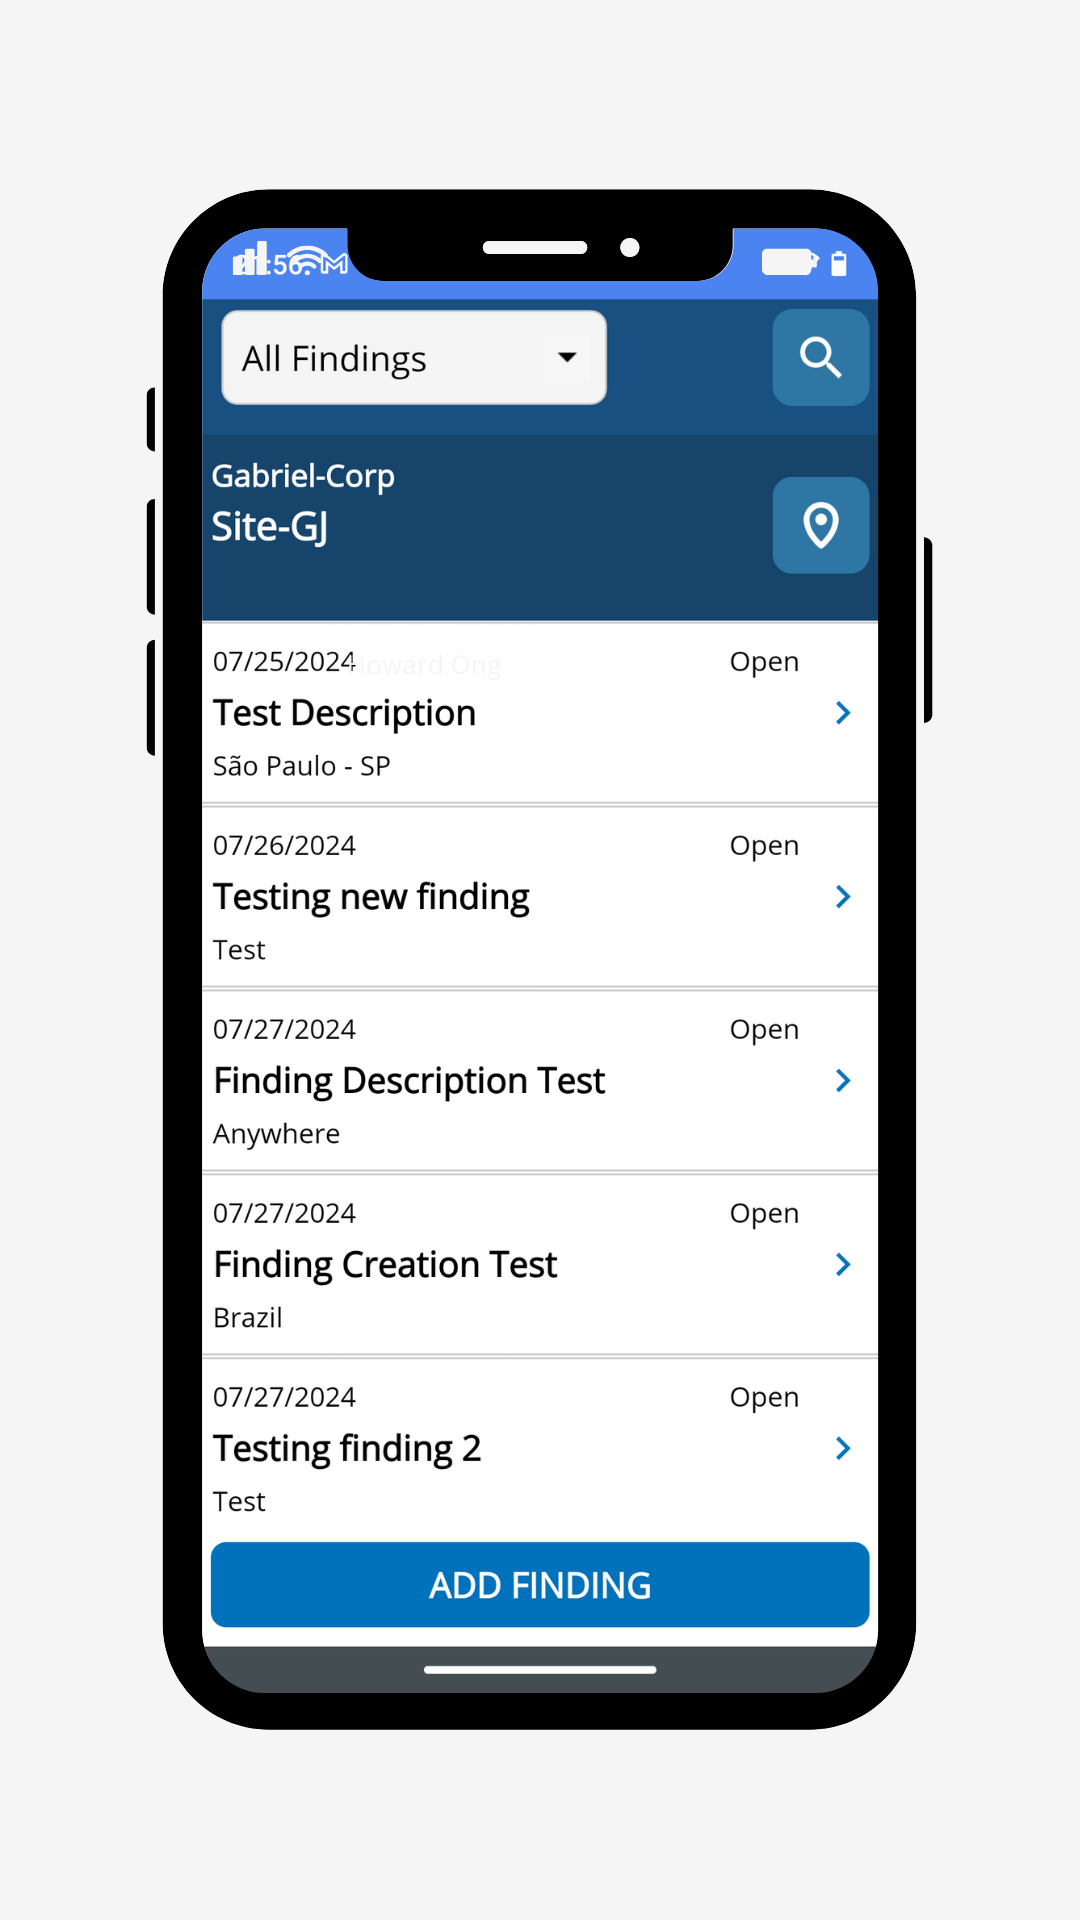 All Findings
Gabriel-Corp
Site-GJ
07/25/2024
Howard Ong
Open
Test Description
São Paulo - SP
07/26/2024
Open
Testing new finding
Test
07/27/2024
Open
Finding Description Test
Anywhere
07/27/2024
Open
Finding Creation Test
Brazil
07/27/2024
Open
Testing finding 2
Test
ADD FINDING